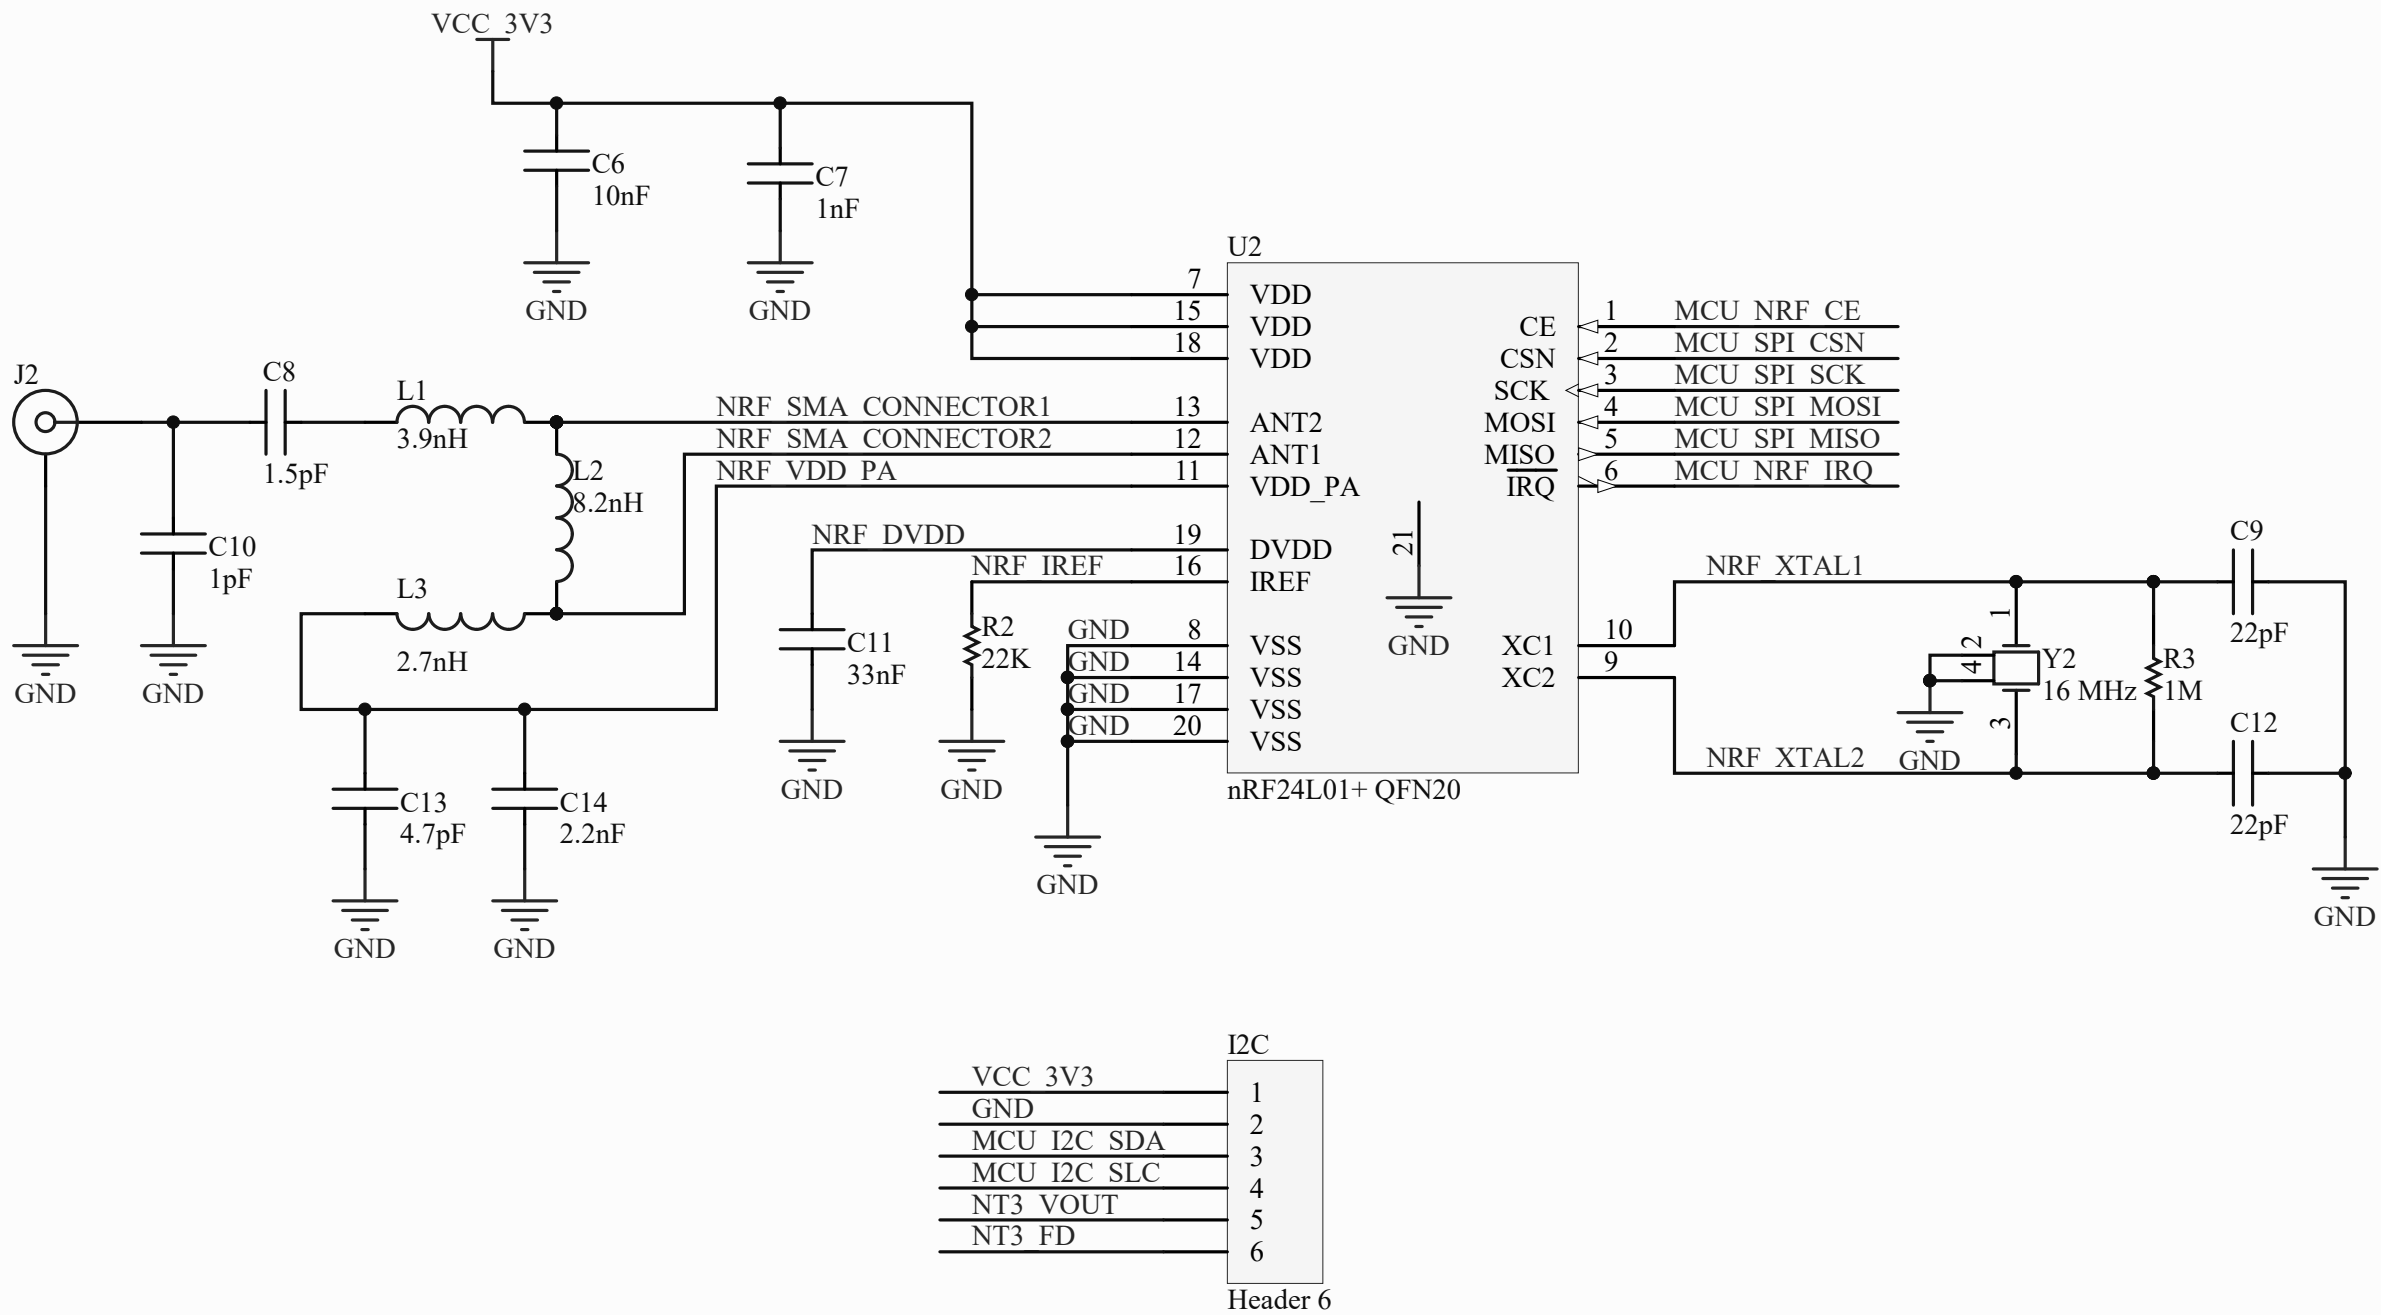 VCC_3V3
C6
10nF
GND
C7
1nF
GND
J2
GND
C8
1.5pF
C10
1pF
GND
L1
3.9nH
L2
8.2nH
L3
2.7nH
C13
4.7pF
GND
C14
2.2nF
GND
NRF_SMA_CONNECTOR1
NRF_SMA_CONNECTOR2
NRF_VDD_PA
NRF_DVDD
NRF_IREF
C11
33nF
GND
R2
22K
GND
GND
GND
GND
GND
GND
U2
7 VDD
15 VDD
18 VDD
13 ANT2
12 ANT1
11 VDD_PA
19 DVDD
16 IREF
8 VSS
14 VSS
17 VSS
20 VSS
21
GND
CE 1 MCU_NRF_CE
CSN 2 MCU_SPI_CSN
SCK 3 MCU_SPI_SCK
MOSI 4 MCU_SPI_MOSI
MISO 5 MCU_SPI_MISO
IRQ 6 MCU_NRF_IRQ
XC1 10
XC2 9
nRF24L01+ QFN20
NRF_XTAL1
NRF_XTAL2
1
2
4
3
Y2
16 MHz
GND
R3
1M
C9
22pF
C12
22pF
GND
I2C
VCC_3V3 1
GND 2
MCU_I2C_SDA 3
MCU_I2C_SLC 4
NT3_VOUT 5
NT3_FD 6
Header 6